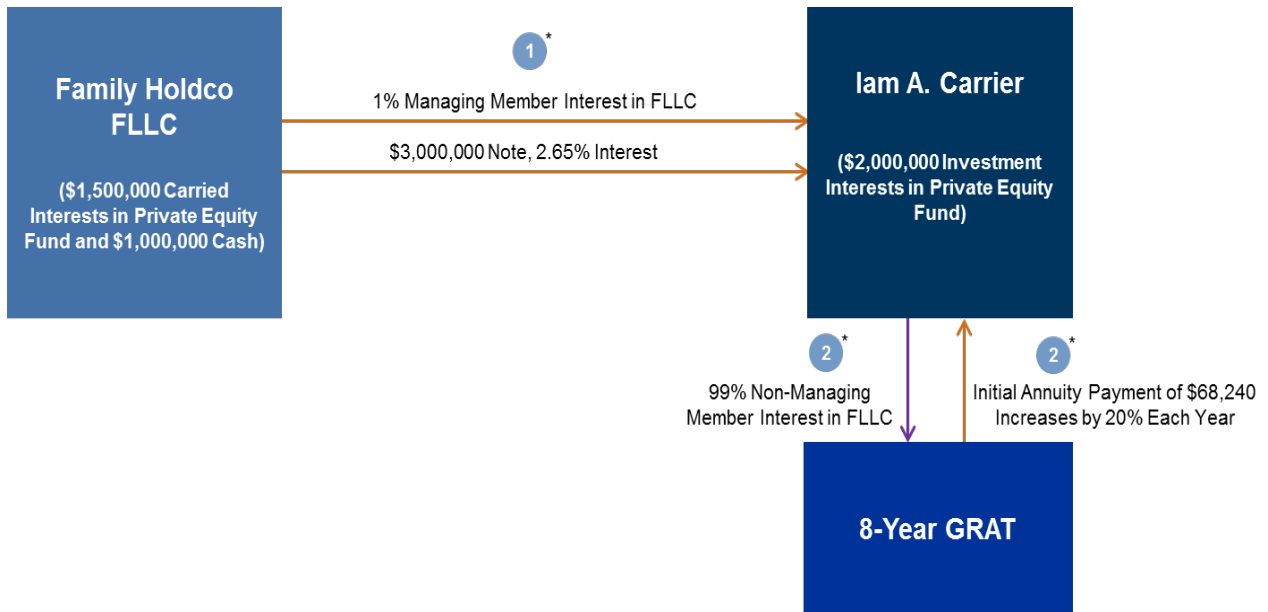 Family Holdco
FLLC
($1,500,000 Carried
Interests in Private Equity
Fund and $1,000,000 Cash)
1*
1% Managing Member Interest in FLLC
$3,000,000 Note, 2.65% Interest
Iam A. Carrier
($2,000,000 Investment
Interests in Private Equity
Fund)
2*
99% Non-Managing
Member Interest in FLLC
2*
Initial Annuity Payment of $68,240
Increases by 20% Each Year
8-Year GRAT